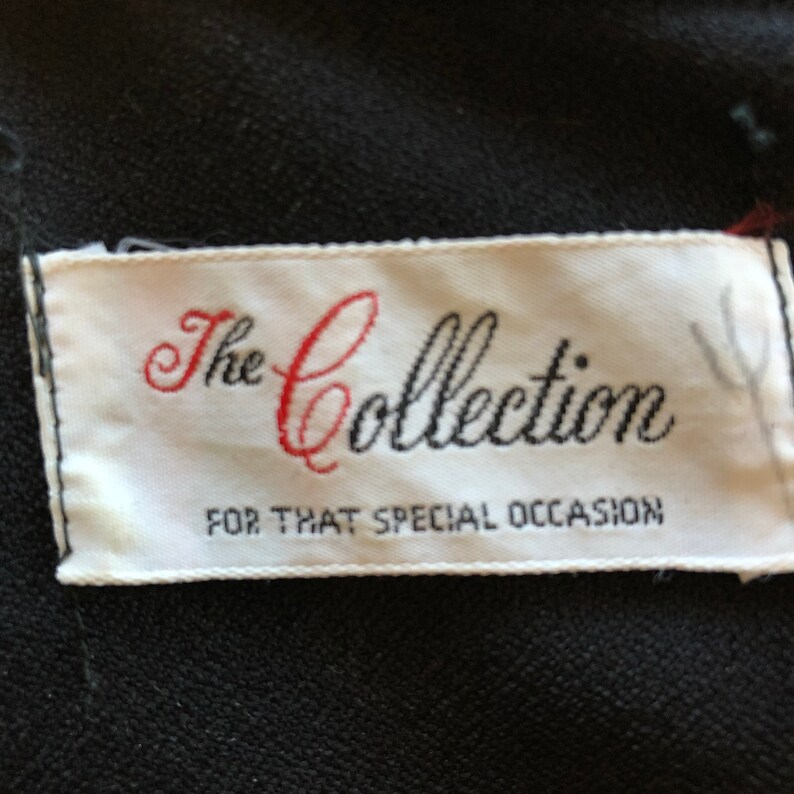 The Collection
FOR THAT SPECIAL OCCASION